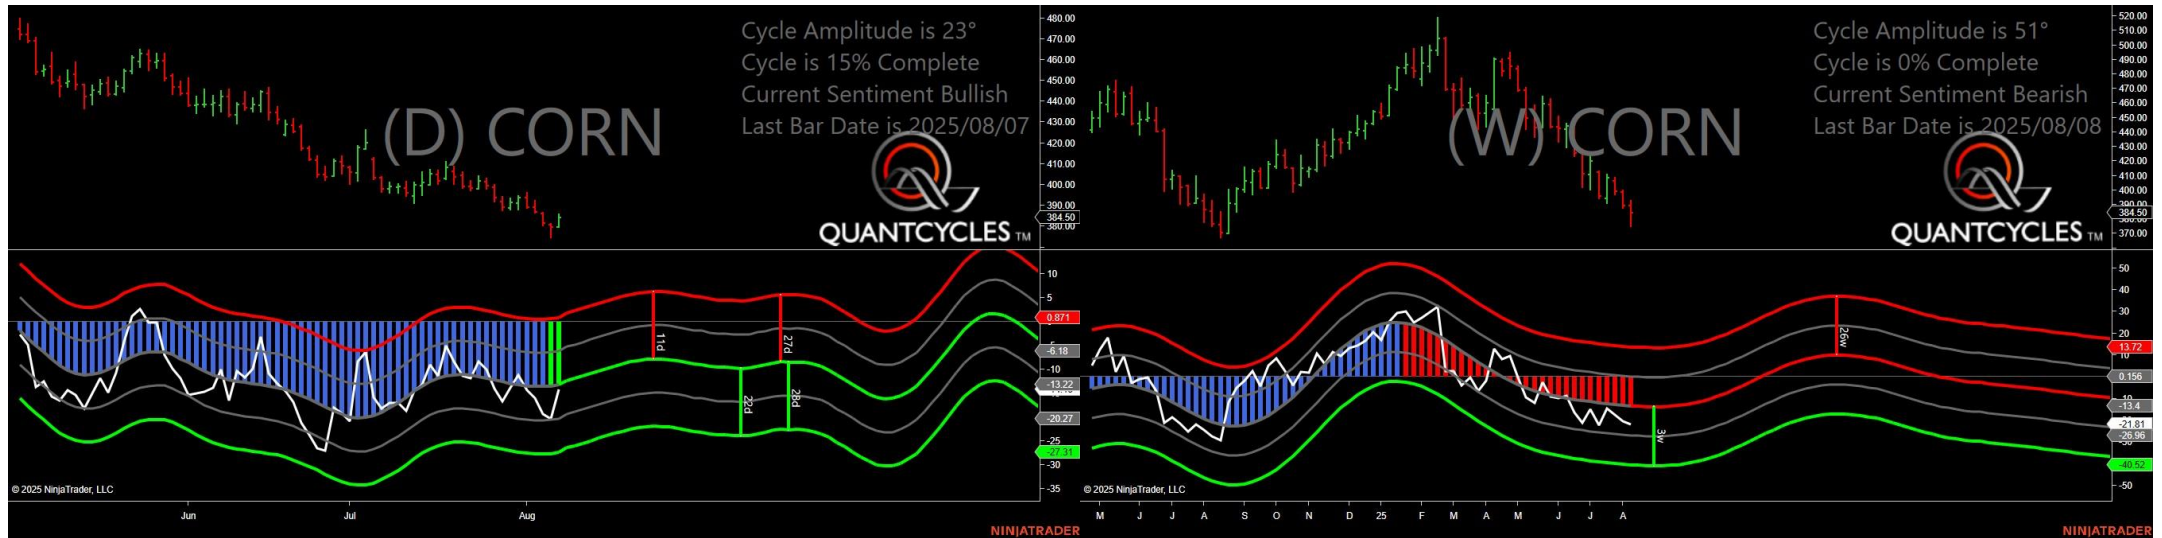 Cycle Amplitude is 23°
Cycle is 15% Complete
Current Sentiment Bullish
Last Bar Date is 2025/08/07
(D) CORN
QUANTCYCLES TM
480.00
470.00
460.00
450.00
440.00
430.00
420.00
410.00
400.00
390.00
384.50
380.00
10
5
0.871
-6.18
-10
-13.22
-20.27
-25
-27.31
-30
-35
11d
22d
27d
28d
© 2025 NinjaTrader, LLC
Jun
Jul
Aug
NINJATRADER
Cycle Amplitude is 51°
Cycle is 0% Complete
Current Sentiment Bearish
Last Bar Date is 2025/08/08
(W) CORN
QUANTCYCLES TM
520.00
510.00
500.00
490.00
480.00
470.00
460.00
450.00
440.00
430.00
420.00
410.00
400.00
390.00
384.50
370.00
50
40
30
20
13.72
10
0.156
-13.4
-21.81
-26.96
-40.52
-50
3w
26w
© 2025 NinjaTrader, LLC
M J J A S O N D 25 F M A M J J A
NINJATRADER